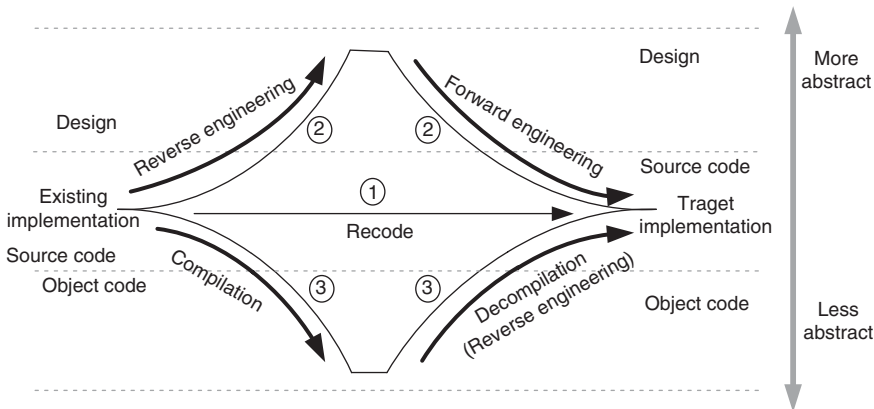 Design
More
abstract
Design
Reverse engineering
Forward engineering
2
2
Source code
1
Existing
implementation
Traget
implementation
Recode
Source code
Compilation
Decompilation
(Reverse engineering)
Object code
3
3
Object code
Less
abstract